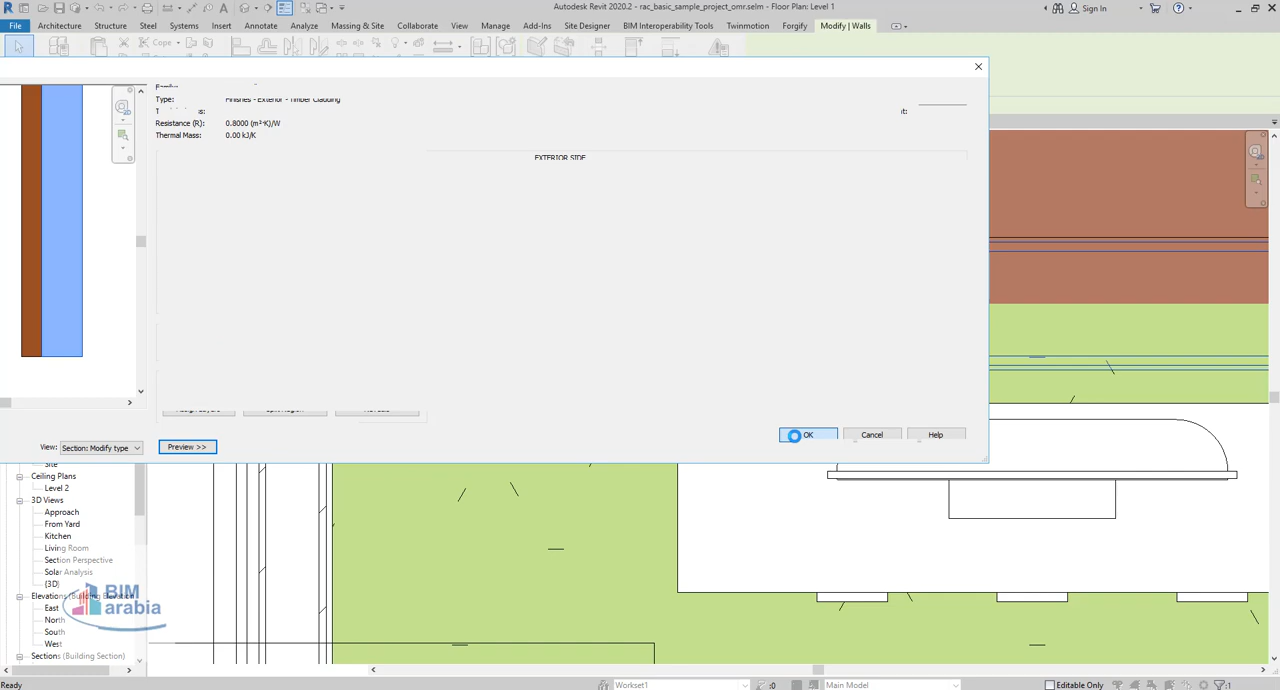 Autodesk Revit 2020.2 - rac_basic_sample_project_omr.selm - Floor Plan: Level 1
Sign In
File Architecture Structure Steel Systems Insert Annotate Analyze Massing & Site Collaborate View Manage Add-Ins Site Designer BIM Interoperability Tools Twinmotion Forgify Modify | Walls
Cope
Type: Finishes - Exterior - Timber Cladding
Resistance (R): 0.8000 (m²·K)/W
Thermal Mass: 0.00 kJ/K
EXTERIOR SIDE
OK Cancel Help
View: Section: Modify type Preview >>
Site
Ceiling Plans
Level 2
3D Views
Approach
From Yard
Kitchen
Living Room
Section Perspective
Solar Analysis
{3D}
Elevations (Building Elevation
East
North
South
West
Sections (Building Section)
BIM
arabia
Ready
Workset1
:0
Main Model
Editable Only
:1